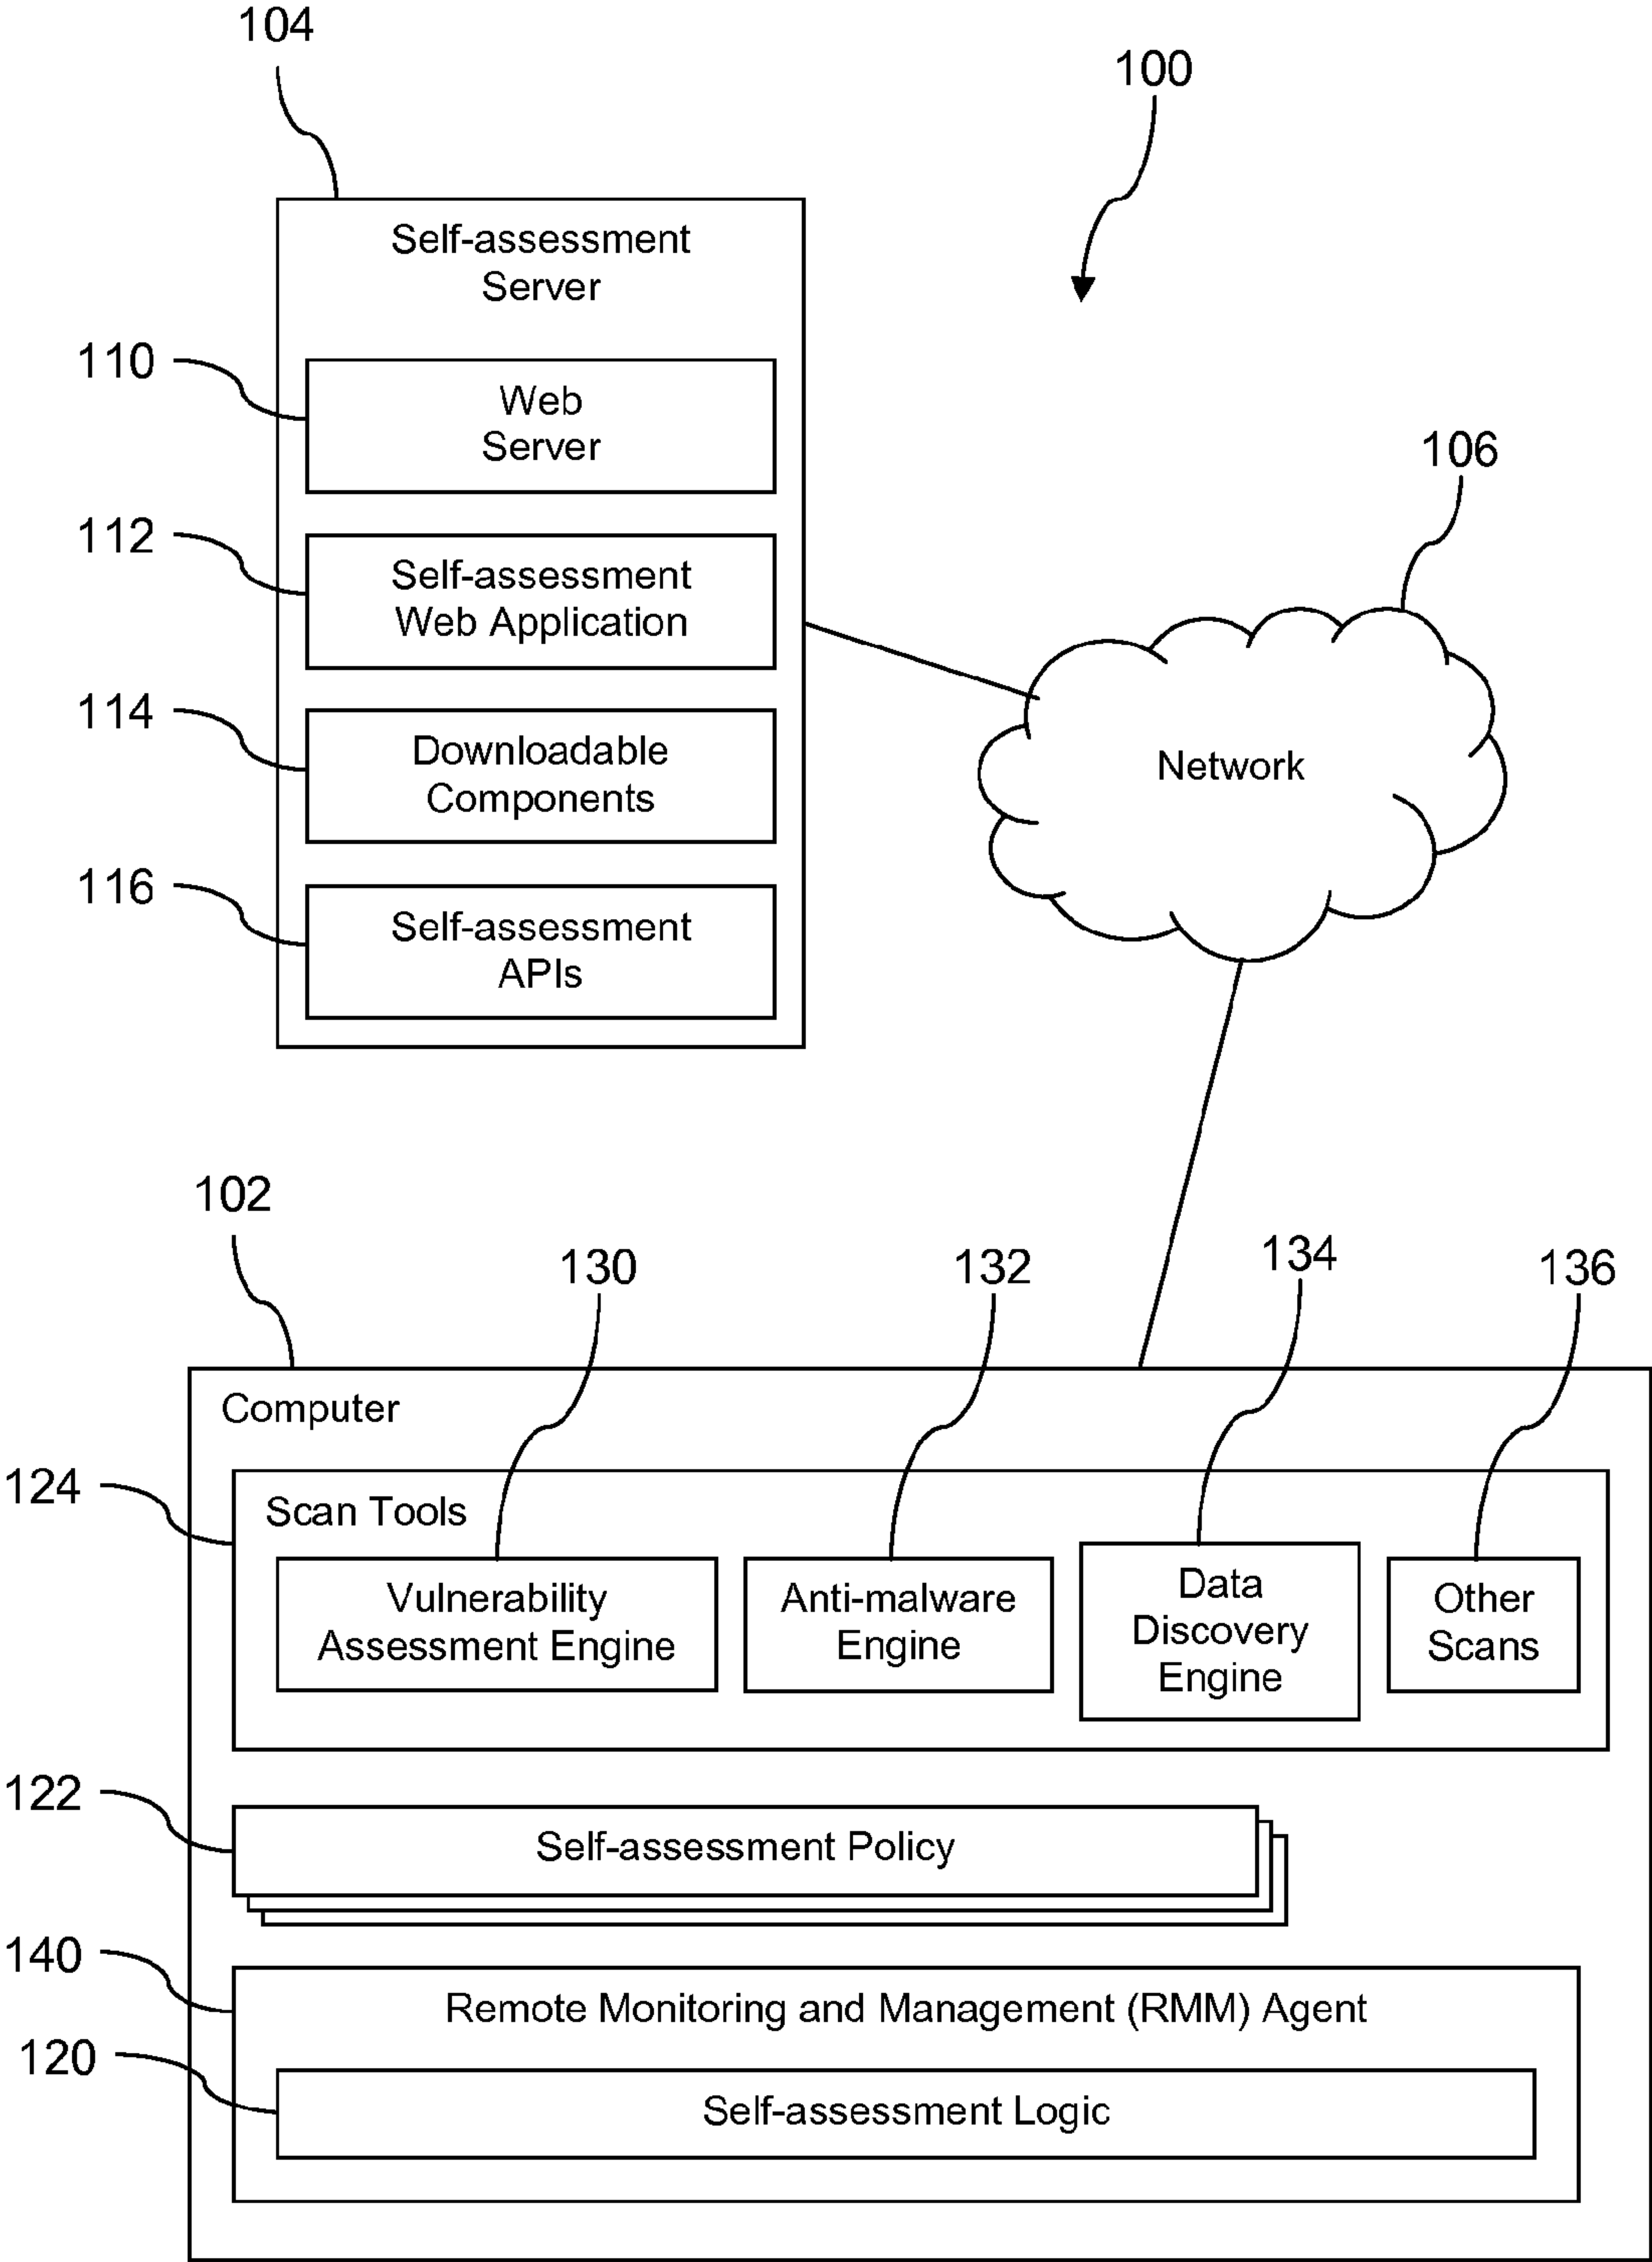 104
100
Self-assessment
Server
110
Web
Server
106
112
Self-assessment
Web Application
114
Downloadable
Components
Network
116
Self-assessment
APIs
102
130
132
134
136
Computer
124
Scan Tools
Vulnerability
Assessment Engine
Anti-malware
Engine
Data
Discovery
Engine
Other
Scans
122
Self-assessment Policy
140
Remote Monitoring and Management (RMM) Agent
120
Self-assessment Logic